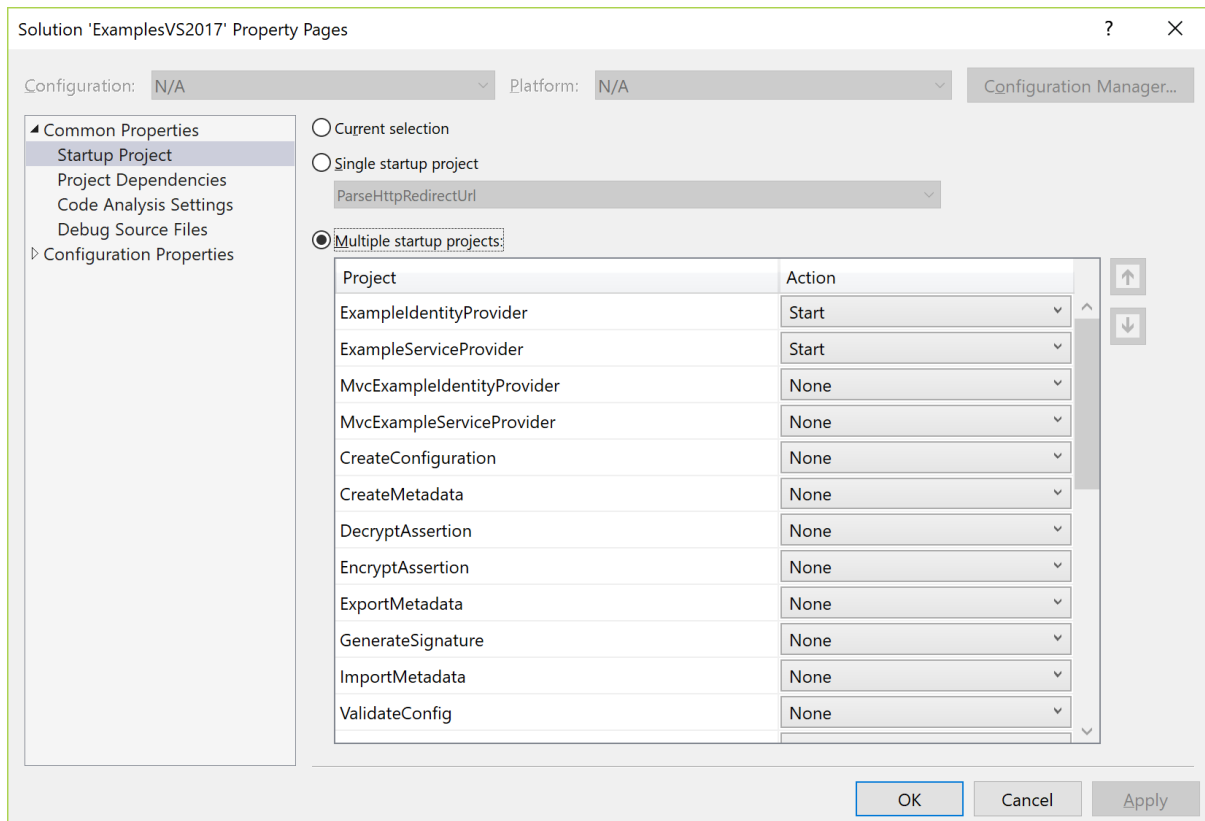 Solution 'ExamplesVS2017' Property Pages
?
Configuration: N/A Platform: N/A Configuration Manager...
Common Properties
Startup Project
Project Dependencies
Code Analysis Settings
Debug Source Files
Configuration Properties
Current selection
Single startup project
ParseHttpRedirectUrl
Multiple startup projects:
Project Action
ExampleIdentityProvider Start
ExampleServiceProvider Start
MvcExampleIdentityProvider None
MvcExampleServiceProvider None
CreateConfiguration None
CreateMetadata None
DecryptAssertion None
EncryptAssertion None
ExportMetadata None
GenerateSignature None
ImportMetadata None
ValidateConfig None
OK Cancel Apply